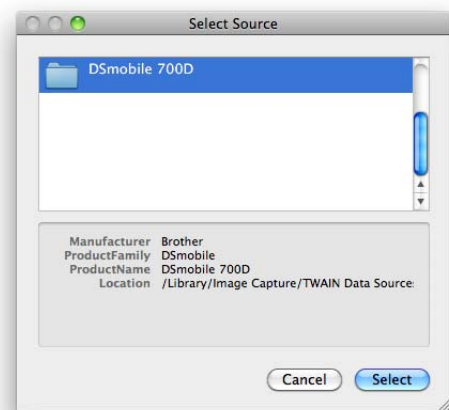 Select Source
DSmobile 700D
Manufacturer Brother
ProductFamily DSmobile
ProductName DSmobile 700D
Location /Library/Image Capture/TWAIN Data Source
Cancel Select